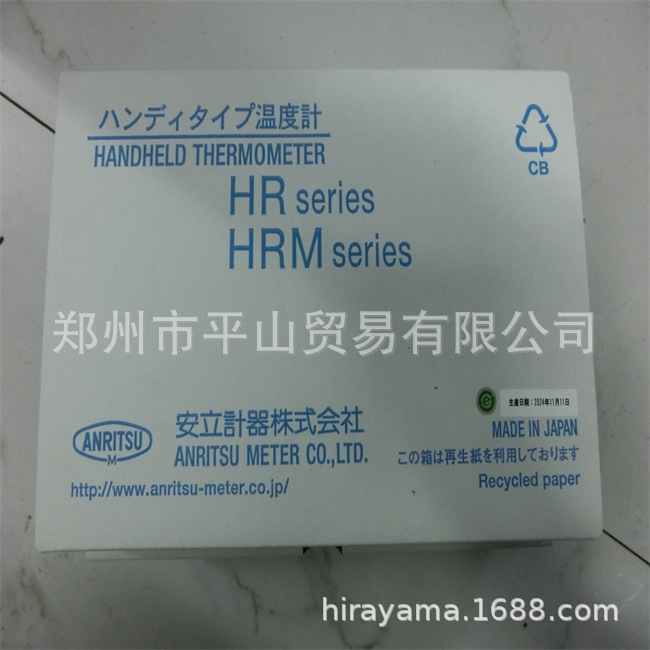 ハンディタイプ温度計
HANDHELD THERMOMETER
HR series
HRM series
CB
郑州市平山贸易有限公司
e
生産日期：2024年11月11日
ANRITSU
M
安立計器株式会社
ANRITSU METER CO.,LTD.
http://www.anritsu-meter.co.jp/
MADE IN JAPAN
この箱は再生紙を利用しております
Recycled paper
hirayama.1688.com